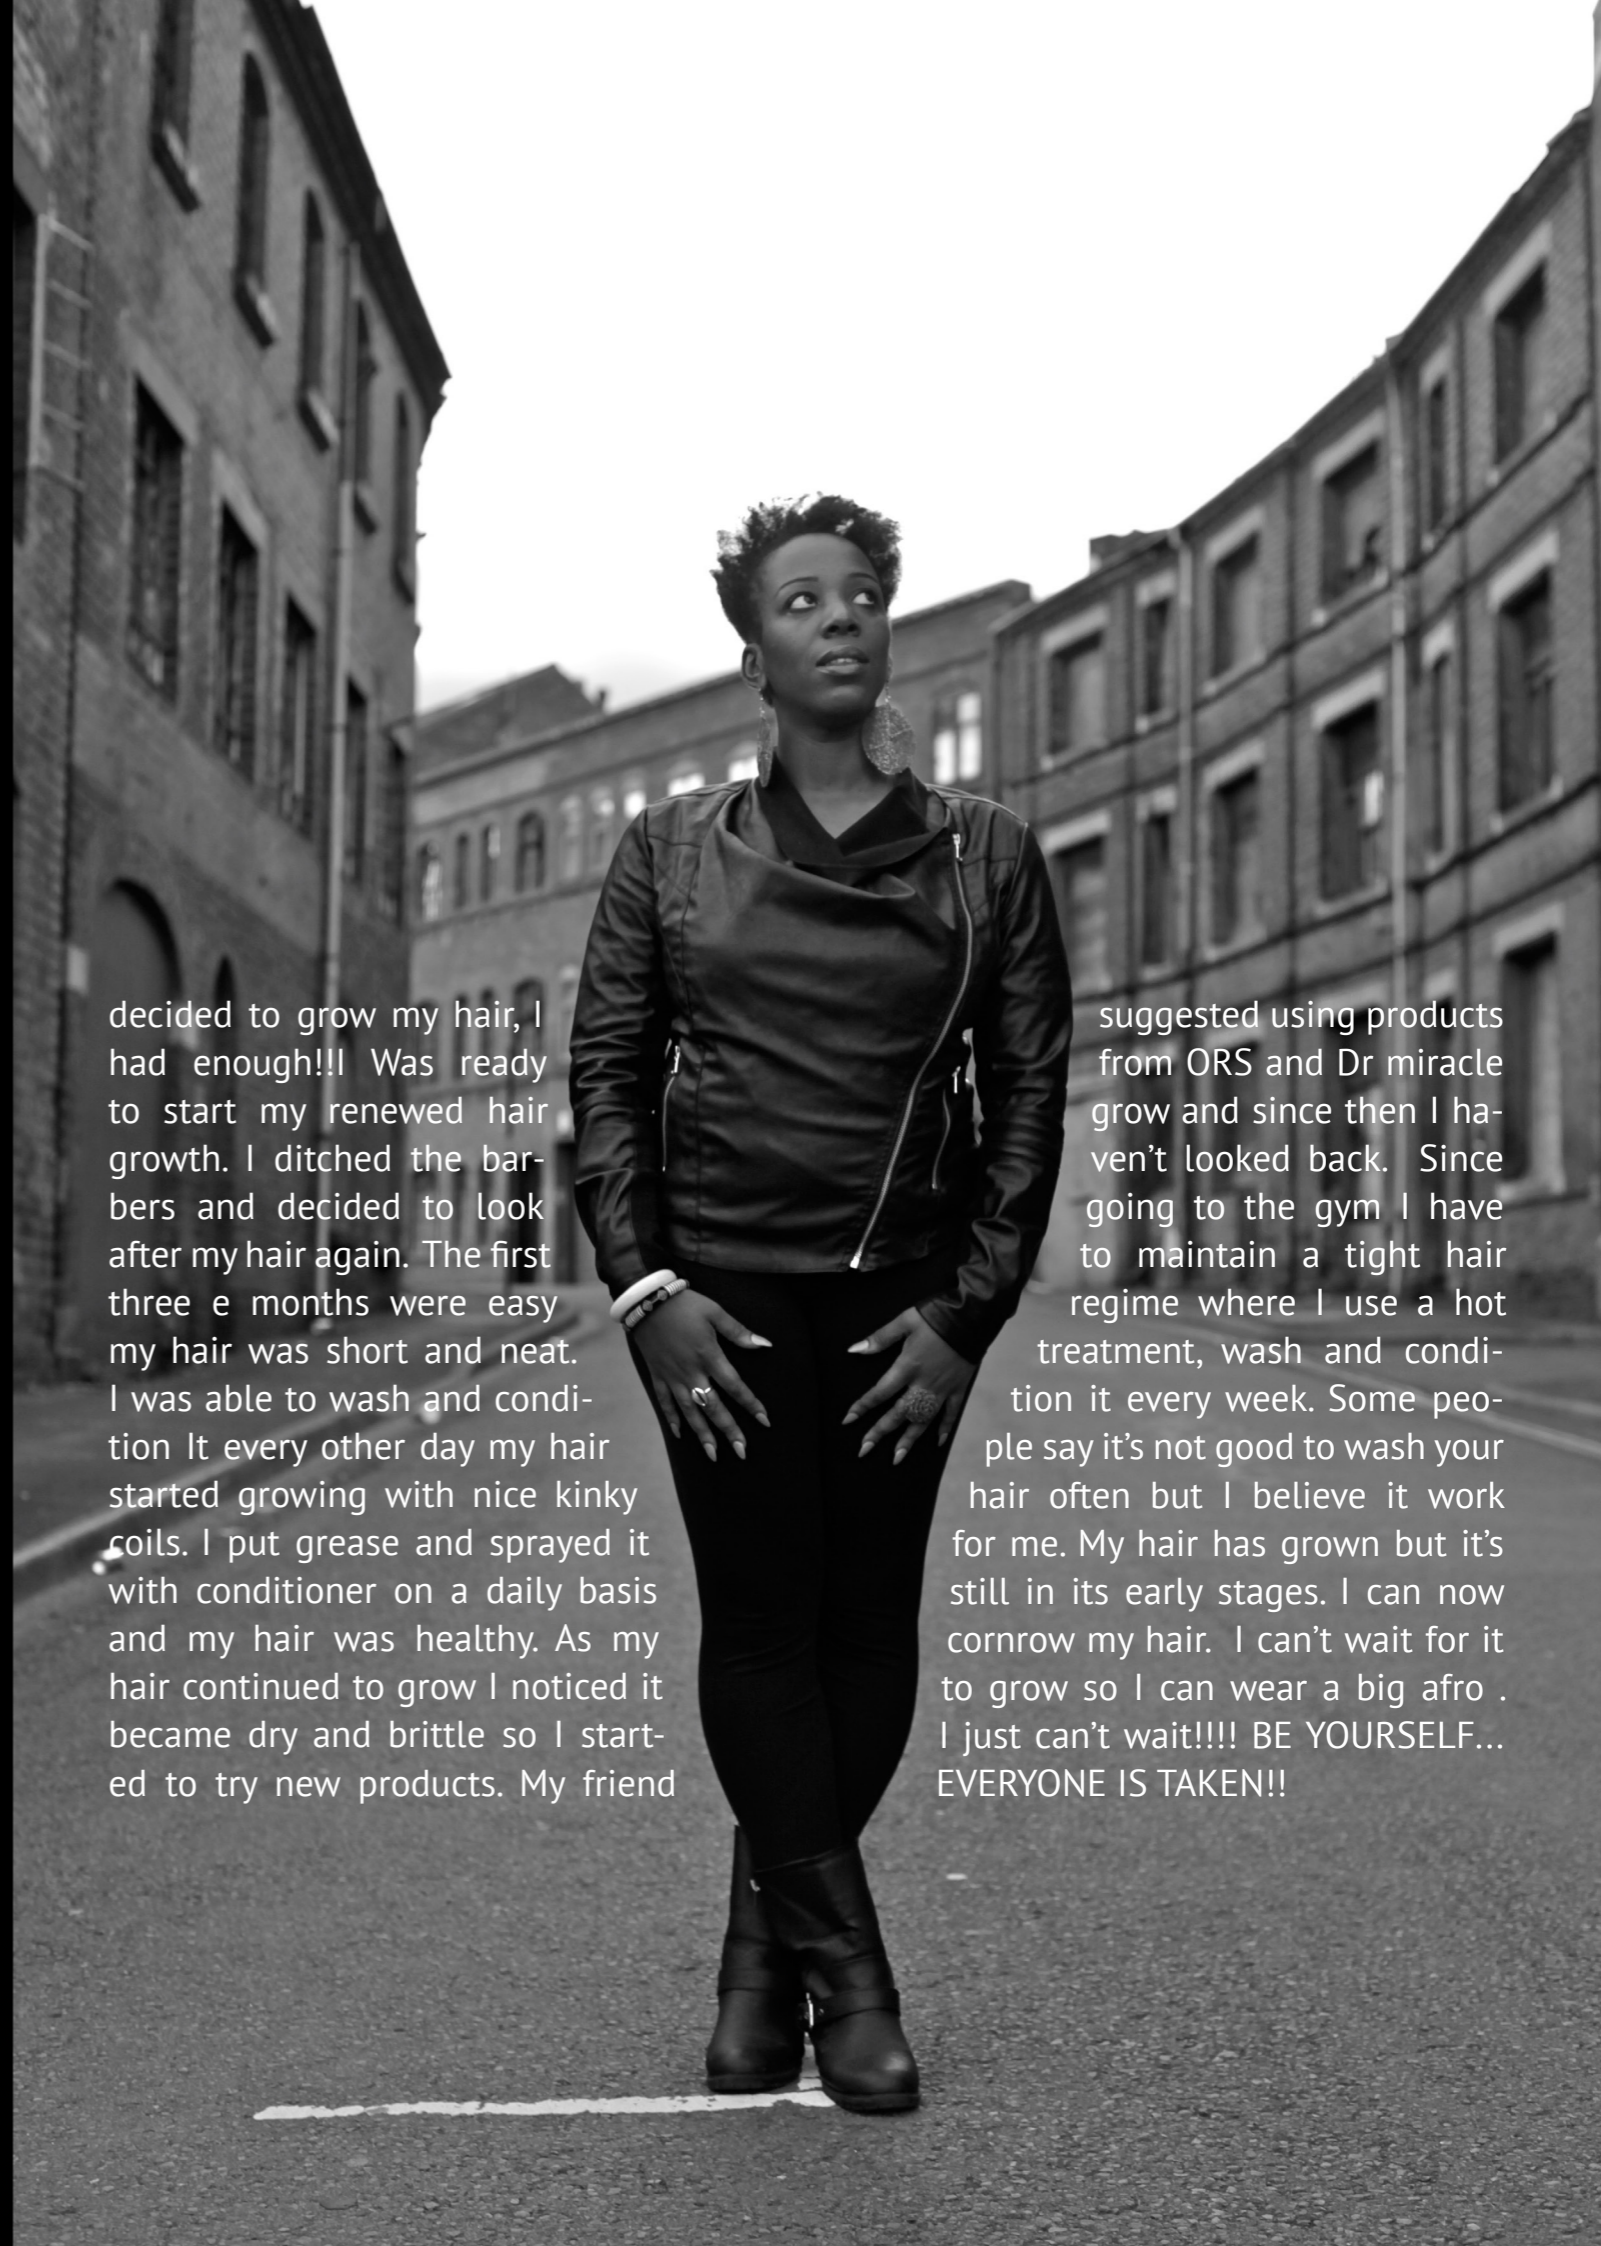 decided to grow my hair, I
had enough!!!I Was ready
to start my renewed hair
growth. I ditched the bar-
bers and decided to look
after my hair again. The first
three e months were easy
my hair was short and neat.
I was able to wash and condi-
tion It every other day my hair
started growing with nice kinky
coils. I put grease and sprayed it
with conditioner on a daily basis
and my hair was healthy. As my
hair continued to grow I noticed it
became dry and brittle so I start-
ed to try new products. My friend
suggested using products
from ORS and Dr miracle
grow and since then I ha-
ven't looked back. Since
going to the gym I have
to maintain a tight hair
regime where I use a hot
treatment, wash and condi-
tion it every week. Some peo-
ple say it's not good to wash your
hair often but I believe it work
for me. My hair has grown but it's
still in its early stages. I can now
cornrow my hair. I can't wait for it
to grow so I can wear a big afro .
I just can't wait!!!! BE YOURSELF...
EVERYONE IS TAKEN!!